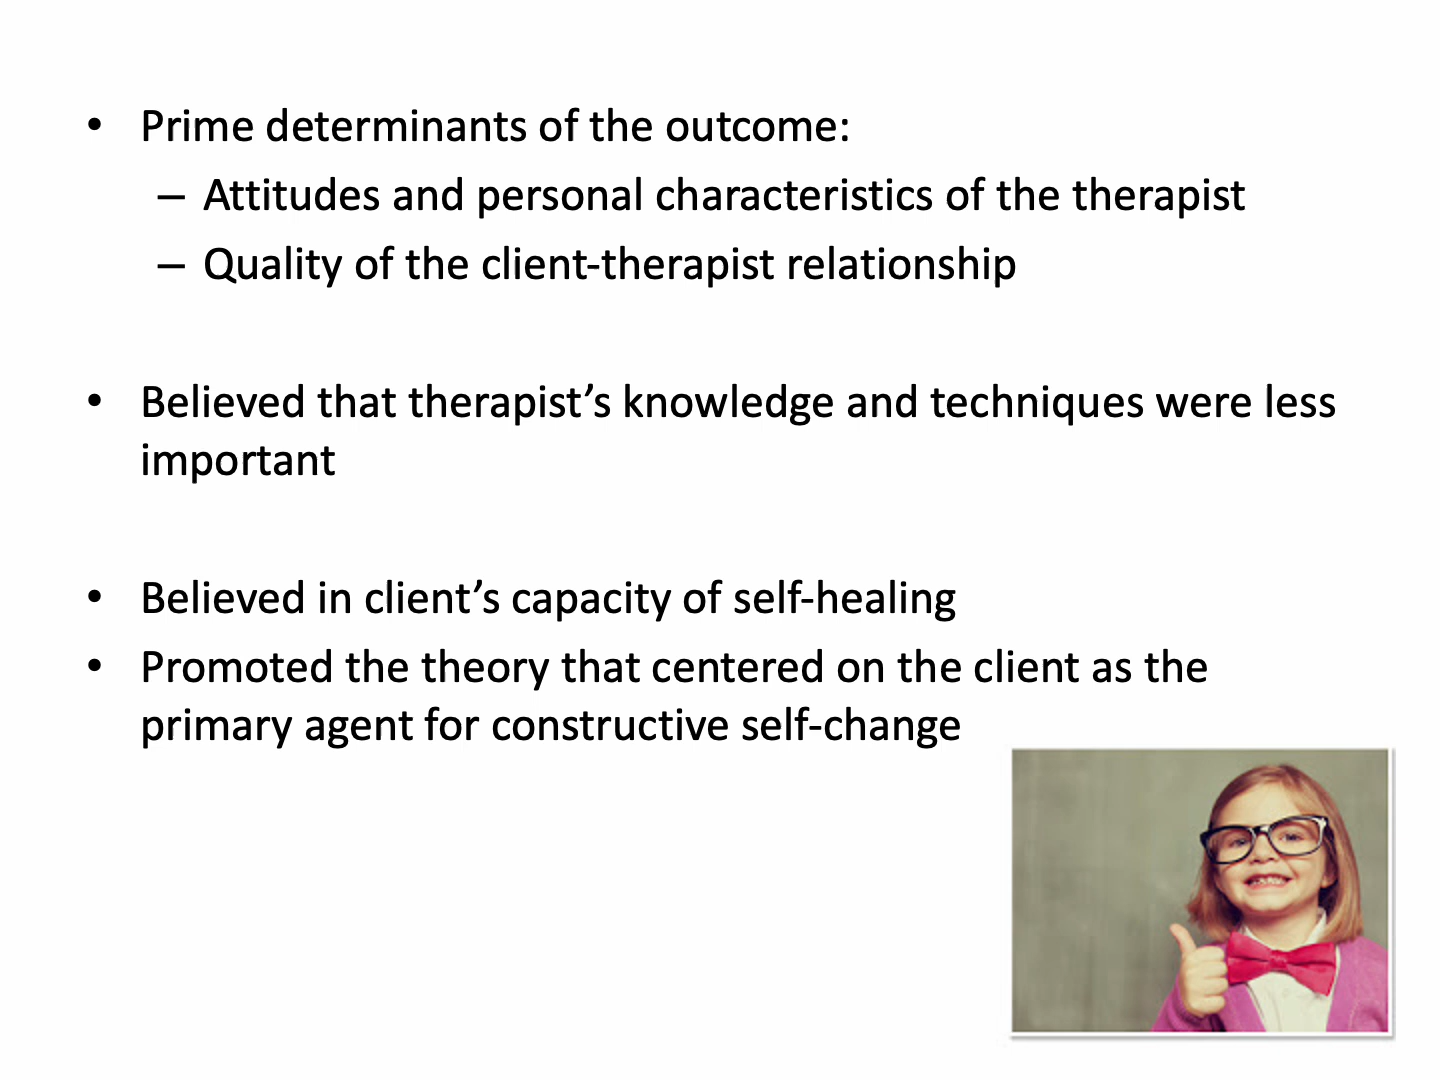 • Prime determinants of the outcome:
– Attitudes and personal characteristics of the therapist
– Quality of the client-therapist relationship
• Believed that therapist’s knowledge and techniques were less
important
• Believed in client’s capacity of self-healing
• Promoted the theory that centered on the client as the
primary agent for constructive self-change